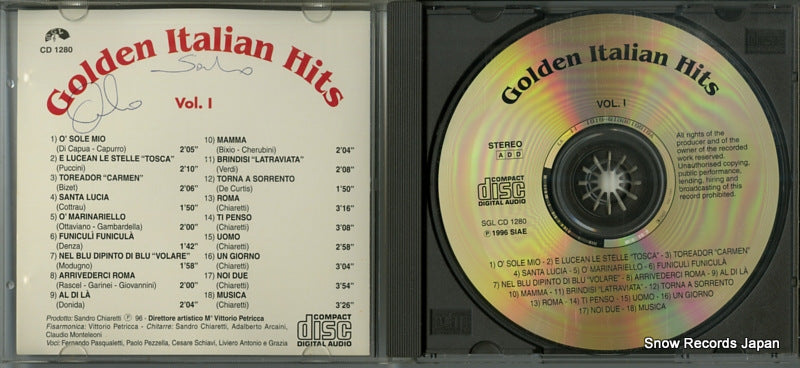 CD 1280
Golden Italian Hits
Vol. I
1) O' SOLE MIO
(Di Capua - Capurro) 2'05"
2) E LUCEAN LE STELLE "TOSCA"
(Puccini) 2'10"
3) TOREADOR "CARMEN"
(Bizet) 2'06"
4) SANTA LUCIA
(Cottrau) 1'50"
5) O' MARINARIELLO
(Ottaviano - Gambardella) 2'00"
6) FUNICULÌ FUNICULÀ
(Denza) 1'42"
7) NEL BLU DIPINTO DI BLU "VOLARE"
(Modugno) 1'58"
8) ARRIVEDERCI ROMA
(Rascel - Garinei - Giovannini) 2'00"
9) AL DI LÀ
(Donida) 2'04"
10) MAMMA
(Bixio - Cherubini) 2'04"
11) BRINDISI "LATRAVIATA"
(Verdi) 2'08"
12) TORNA A SORRENTO
(De Curtis) 1'50"
13) ROMA
(Chiaretti) 3'16"
14) TI PENSO
(Chiaretti) 3'08"
15) UOMO
(Chiaretti) 2'58"
16) UN GIORNO
(Chiaretti) 3'04"
17) NOI DUE
(Chiaretti) 3'54"
18) MUSICA
(Chiaretti) 3'26"
Prodotto: Sandro Chiaretti Ⓟ 96 - Direttore artistico M° Vittorio Petricca
Fisarmonica: Vittorio Petricca - Chitarre: Sandro Chiaretti, Adalberto Arcaini,
Claudio Monteleoni
Voci: Fernando Pasqualetti, Paolo Pezzella, Cesare Schiavi, Liviero Antonio e Grazia
COMPACT
disc
DIGITAL AUDIO
Golden Italian Hits
VOL. I
STEREO
A D D
COMPACT
disc
DIGITAL AUDIO
SGL CD 1280
Ⓟ 1996 SIAE
All rights of the
producer and of the
owner of the recorded
work reserved.
Unauthorised copying,
public performance,
lending, hiring and
broadcasting of this
record prohibited.
1) O' SOLE MIO - 2) E LUCEAN LE STELLE "TOSCA" - 3) TOREADOR "CARMEN"
4) SANTA LUCIA - 5) O' MARINARIELLO - 6) FUNICULÌ FUNICULÀ
7) NEL BLU DIPINTO DI BLU "VOLARE" - 8) ARRIVEDERCI ROMA - 9) AL DI LÀ
10) MAMMA - 11) BRINDISI "LATRAVIATA" - 12) TORNA A SORRENTO
13) ROMA - 14) TI PENSO - 15) UOMO - 16) UN GIORNO
17) NOI DUE - 18) MUSICA
Snow Records Japan